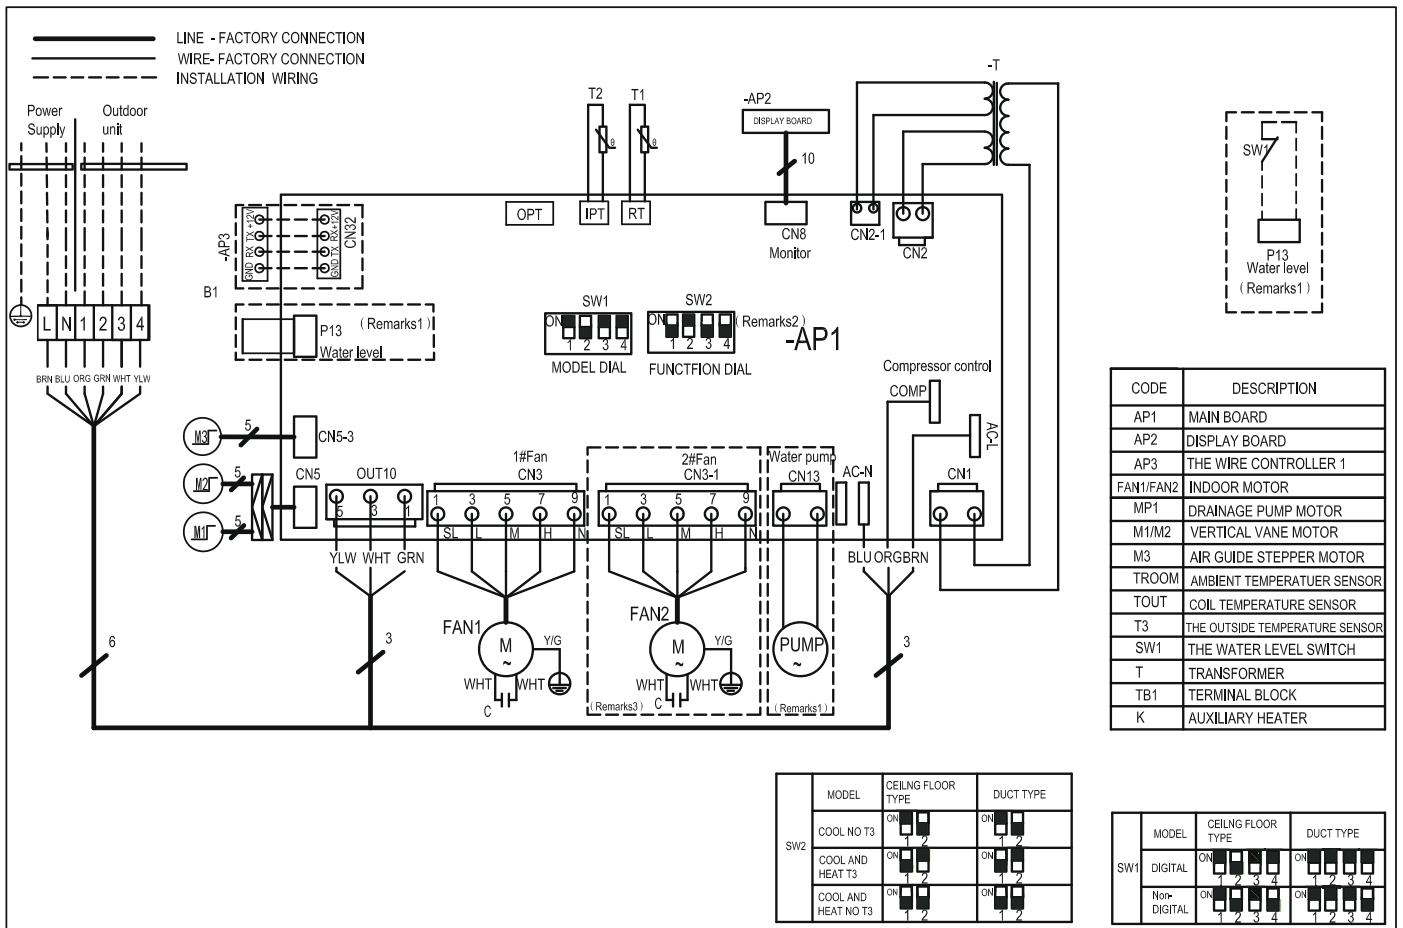 LINE - FACTORY CONNECTION
WIRE- FACTORY CONNECTION
INSTALLATION WIRING
Power
Supply
Outdoor
unit
T2
T1
θ
θ
-AP2
DISPLAY BOARD
10
-T
SW1
P13
Water level
(Remarks1)
OPT
IPT
RT
CN8
Monitor
CN2-1
CN2
-AP3
GND RX TX +12V
GND TX RX+12V
CN32
B1
L N 1 2 3 4
BRN BLU ORG GRN WHT YLW
P13
(Remarks1)
Water level
SW1
ON
1 2 3 4
MODEL DIAL
SW2
ON
1 2 3 4
(Remarks2)
FUNCTFION DIAL
-AP1
Compressor control
COMP
AC-L
M3
5
CN5-3
M2
5
CN5
M1
5
OUT10
5 3 1
YLW WHT GRN
1#Fan
CN3
1 3 5 7 9
SL L M H N
2#Fan
CN3-1
1 3 5 7 9
SL L M H N
Water pump
CN13
AC-N
CN1
BLU ORG BRN
6
3
FAN1
M
~
Y/G
WHT WHT
C
FAN2
M
~
Y/G
WHT WHT
C
(Remarks3)
PUMP
~
(Remarks1)
3
CODE DESCRIPTION
AP1 MAIN BOARD
AP2 DISPLAY BOARD
AP3 THE WIRE CONTROLLER 1
FAN1/FAN2 INDOOR MOTOR
MP1 DRAINAGE PUMP MOTOR
M1/M2 VERTICAL VANE MOTOR
M3 AIR GUIDE STEPPER MOTOR
TROOM AMBIENT TEMPERATUER SENSOR
TOUT COIL TEMPERATURE SENSOR
T3 THE OUTSIDE TEMPERATURE SENSOR
SW1 THE WATER LEVEL SWITCH
T TRANSFORMER
TB1 TERMINAL BLOCK
K AUXILIARY HEATER
SW2
MODEL
CEILNG FLOOR
TYPE
DUCT TYPE
COOL NO T3
ON
1 2
ON
1 2
COOL AND
HEAT T3
ON
1 2
ON
1 2
COOL AND
HEAT NO T3
ON
1 2
ON
1 2
SW1
MODEL
CEILNG FLOOR
TYPE
DUCT TYPE
DIGITAL
ON
1 2 3 4
ON
1 2 3 4
Non-
DIGITAL
ON
1 2 3 4
ON
1 2 3 4